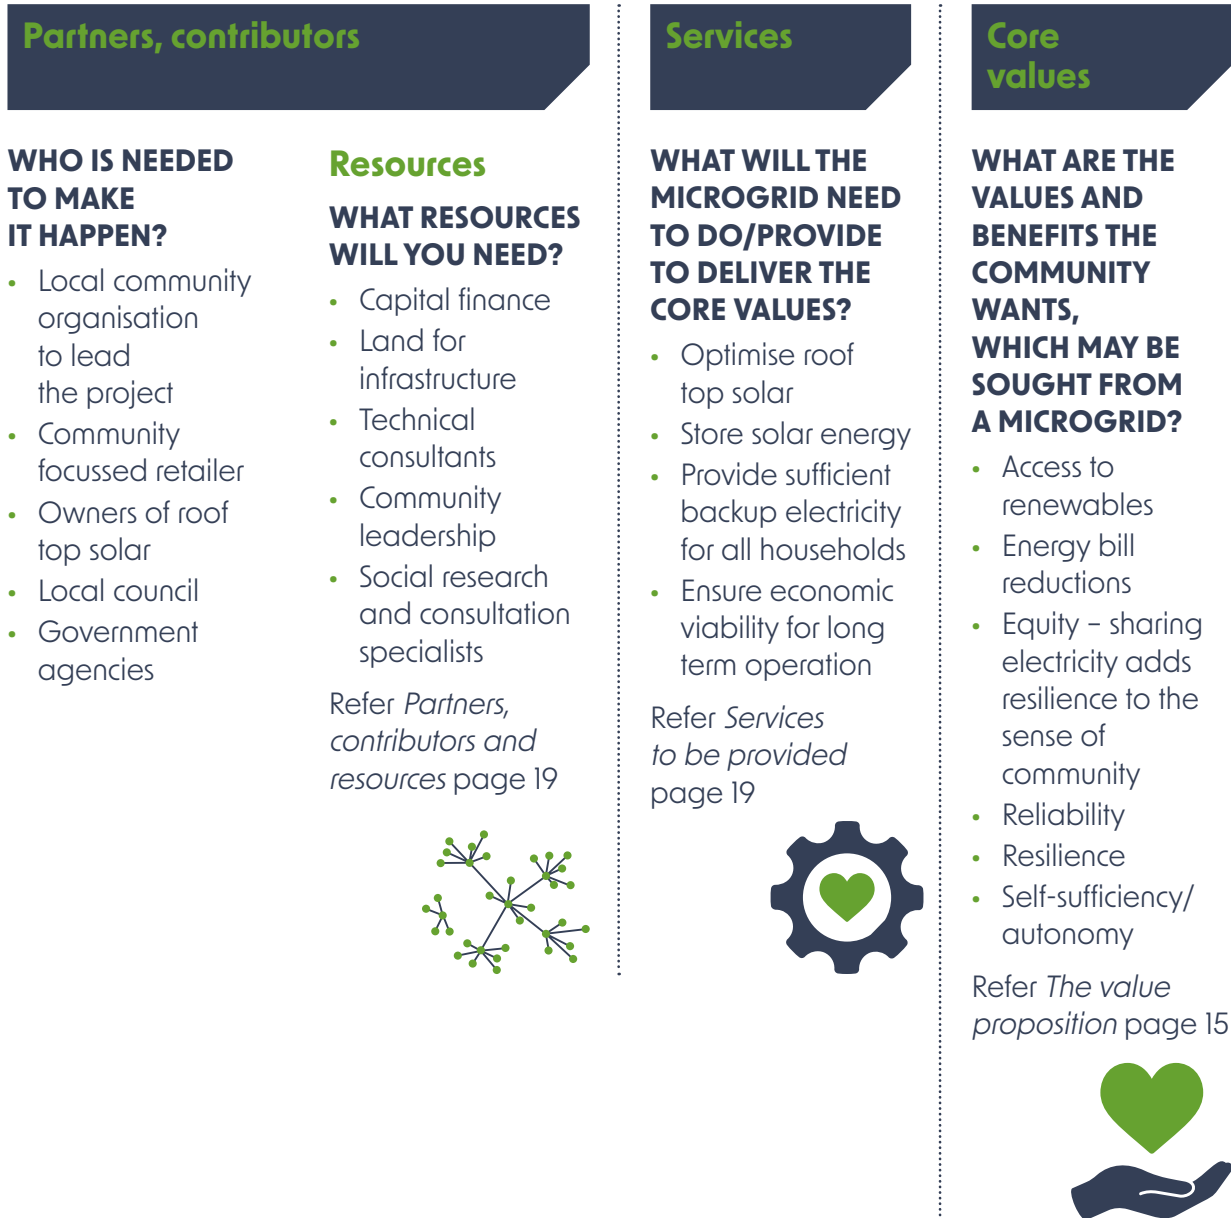 Partners, contributors
WHO IS NEEDED
TO MAKE
IT HAPPEN?
• Local community
organisation
to lead
the project
• Community
focussed retailer
• Owners of roof
top solar
• Local council
• Government
agencies
Resources
WHAT RESOURCES
WILL YOU NEED?
• Capital finance
• Land for
infrastructure
• Technical
consultants
• Community
leadership
• Social research
and consultation
specialists
Refer Partners,
contributors and
resources page 19
Services
WHAT WILL THE
MICROGRID NEED
TO DO/PROVIDE
TO DELIVER THE
CORE VALUES?
• Optimise roof
top solar
• Store solar energy
• Provide sufficient
backup electricity
for all households
• Ensure economic
viability for long
term operation
Refer Services
to be provided
page 19
Core
values
WHAT ARE THE
VALUES AND
BENEFITS THE
COMMUNITY
WANTS,
WHICH MAY BE
SOUGHT FROM
A MICROGRID?
• Access to
renewables
• Energy bill
reductions
• Equity – sharing
electricity adds
resilience to the
sense of
community
• Reliability
• Resilience
• Self-sufficiency/
autonomy
Refer The value
proposition page 15